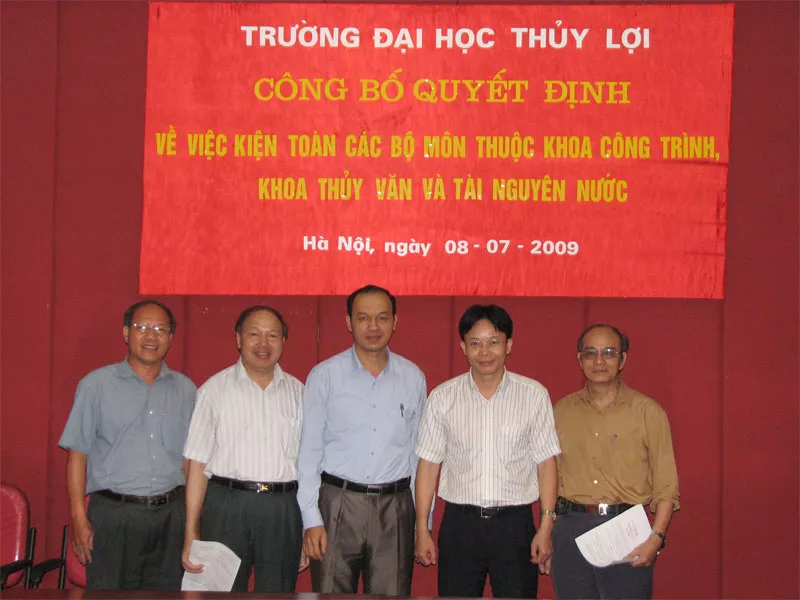 TRƯỜNG ĐẠI HỌC THỦY LỢI
CÔNG BỐ QUYẾT ĐỊNH
VỀ VIỆC KIỆN TOÀN CÁC BỘ MÔN THUỘC KHOA CÔNG TRÌNH,
KHOA THỦY VĂN VÀ TÀI NGUYÊN NƯỚC
Hà Nội, ngày 08 - 07 - 2009